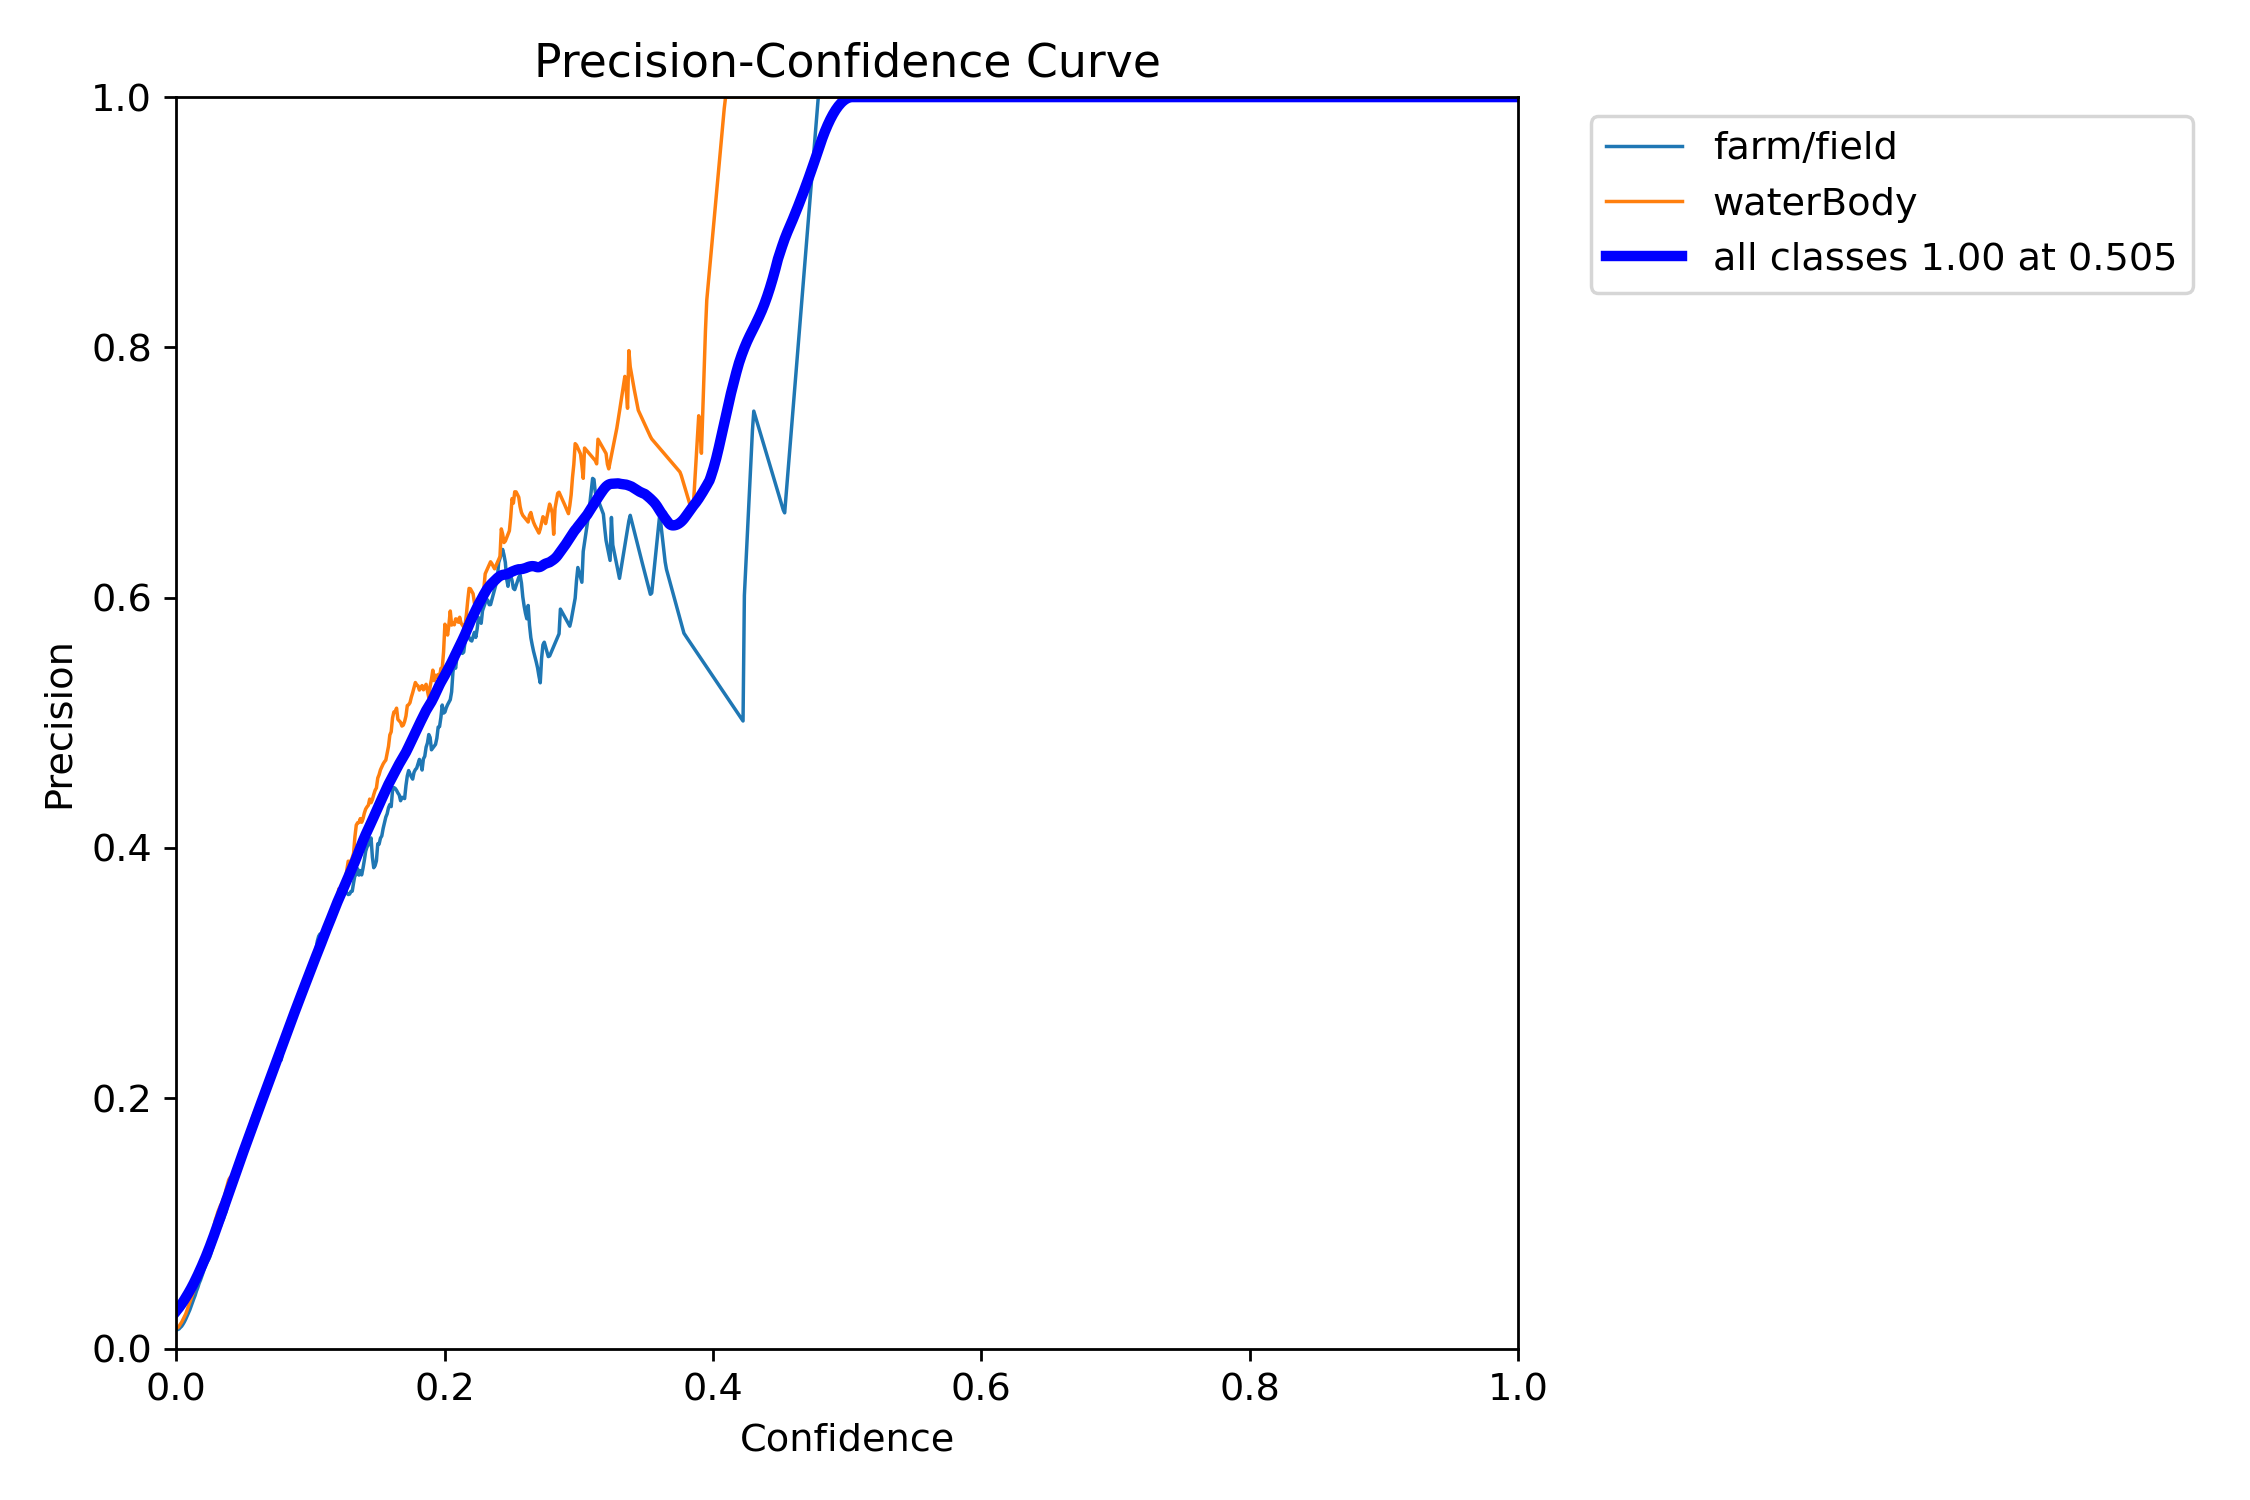 Precision-Confidence Curve
1.0
0.8
0.6
0.4
0.2
0.0
Precision
0.0 0.2 0.4 0.6 0.8 1.0
Confidence
farm/field
waterBody
all classes 1.00 at 0.505